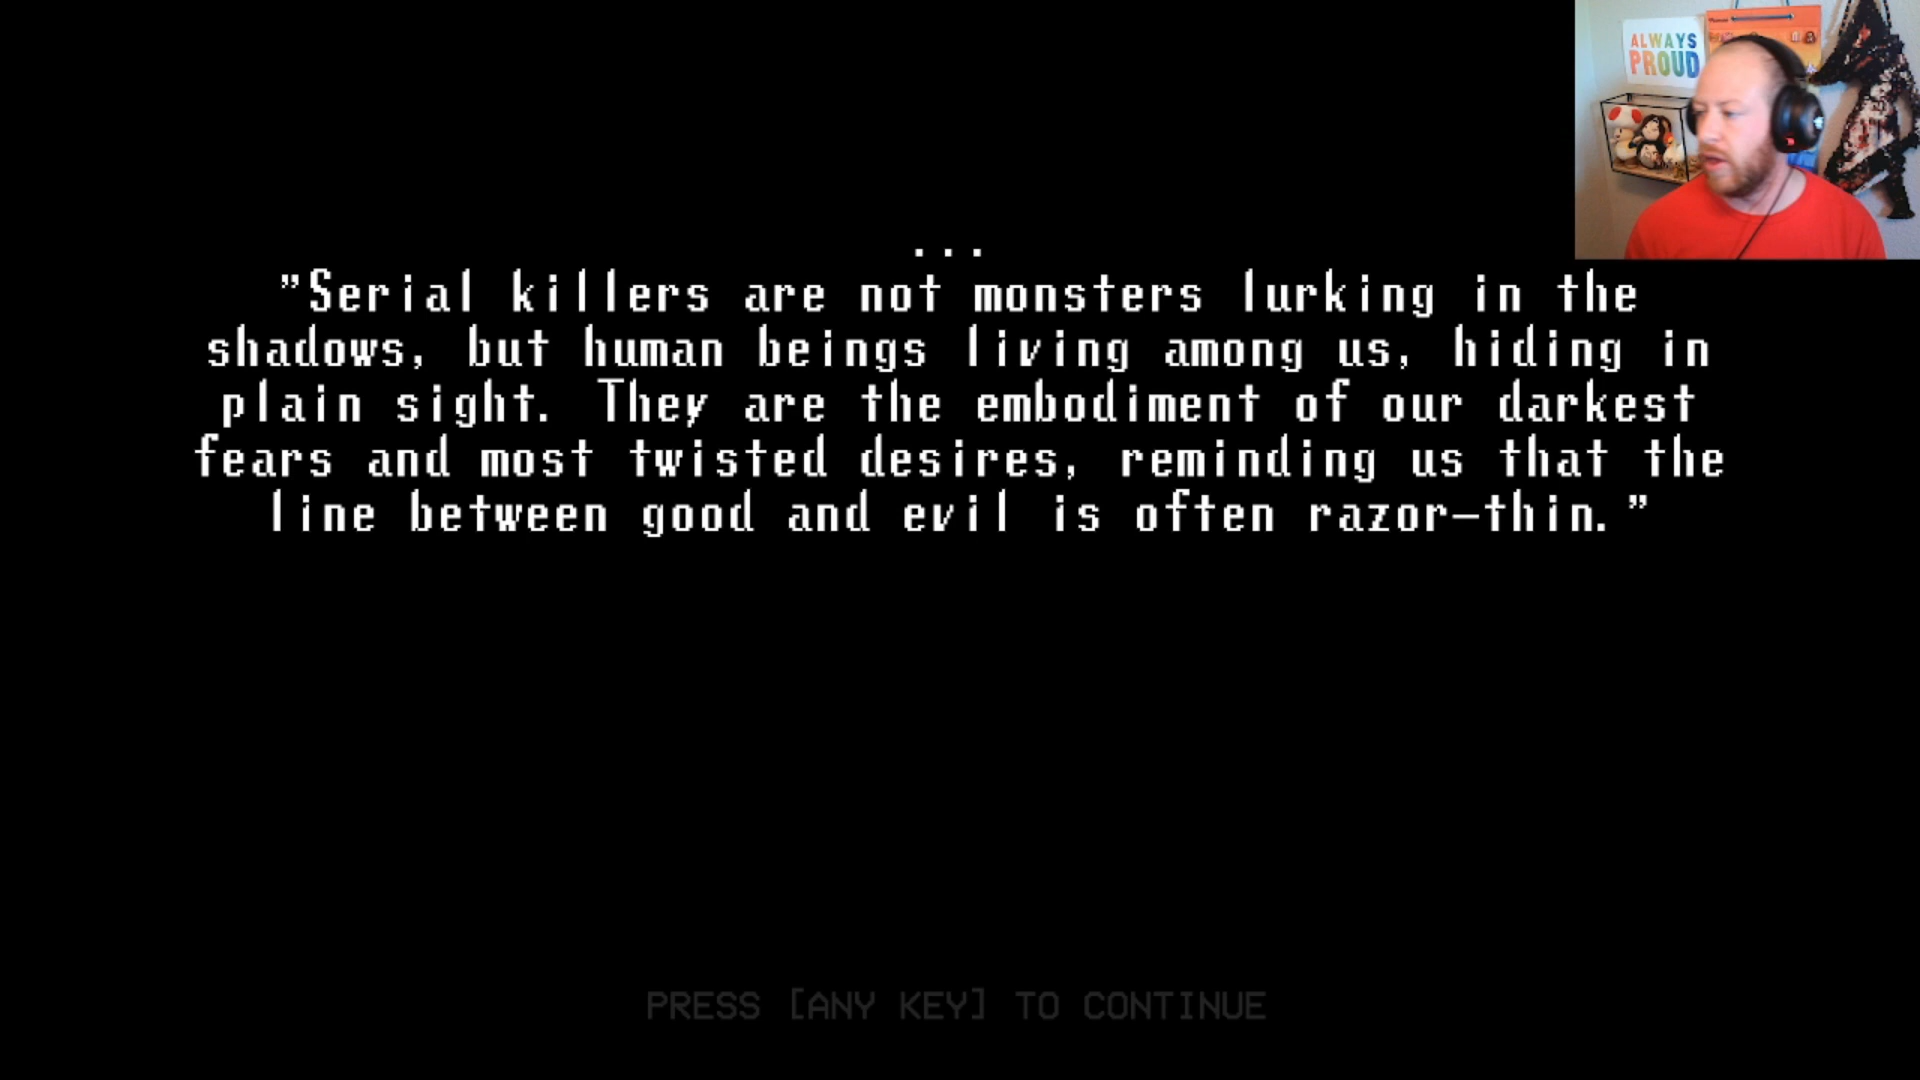 ALWAYS
PROUD
...
"Serial killers are not monsters lurking in the
shadows, but human beings living among us, hiding in
plain sight. They are the embodiment of our darkest
fears and most twisted desires, reminding us that the
line between good and evil is often razor-thin."
PRESS [ANY KEY] TO CONTINUE